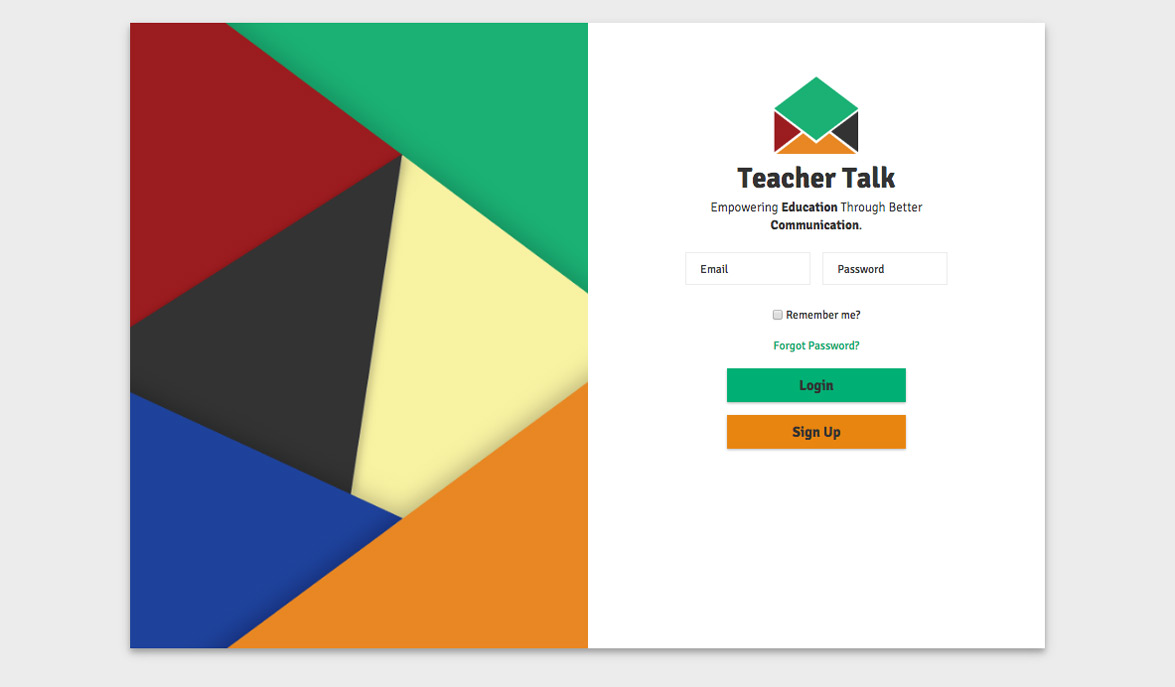 Teacher Talk
Empowering Education Through Better
Communication.
Email
Password
Remember me?
Forgot Password?
Login
Sign Up